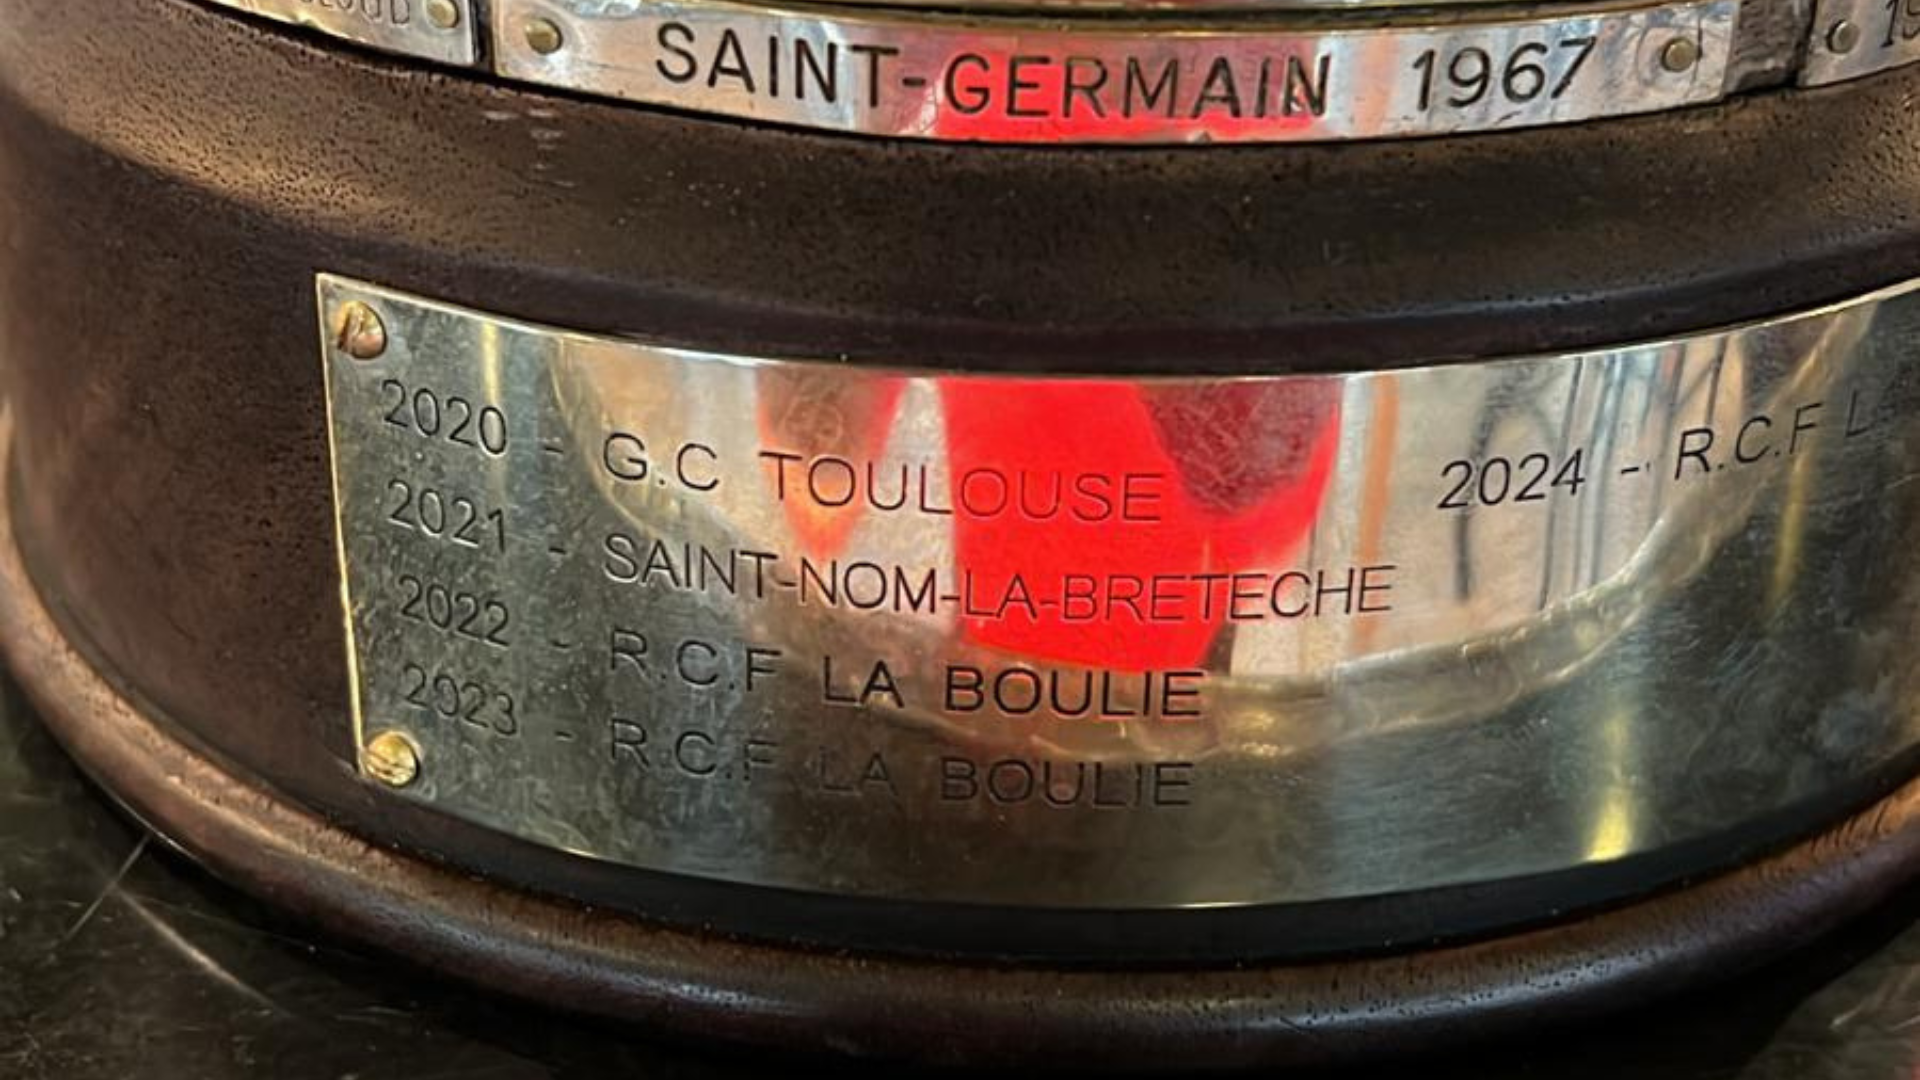 SAINT-GERMAIN 1967
2020 - G.C TOULOUSE
2021 - SAINT-NOM-LA-BRETECHE
2022 - R.C.F LA BOULIE
2023 - R.C.F LA BOULIE
2024 - R.C.F